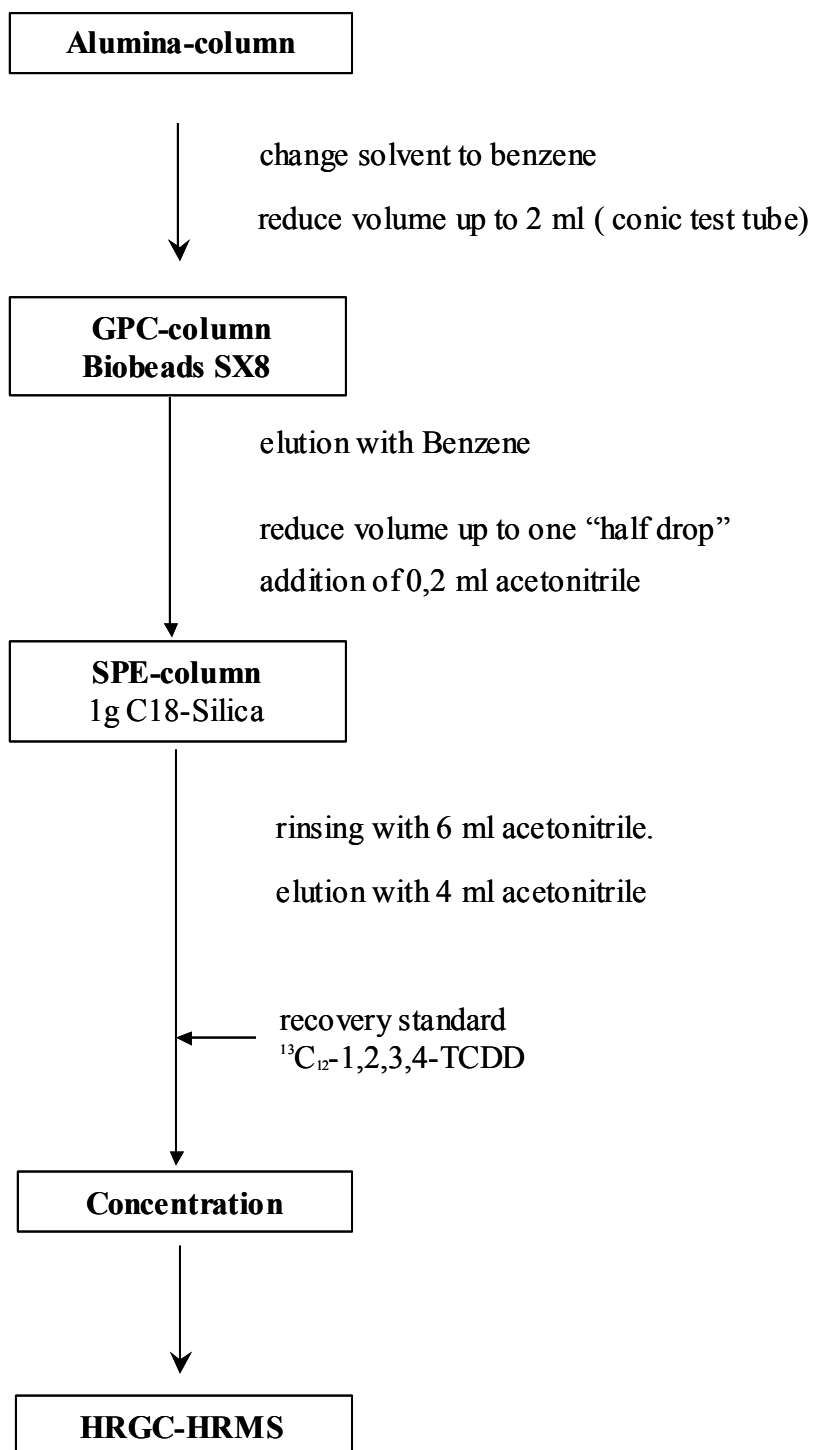 Alumina-column
change solvent to benzene
reduce volume up to 2 ml ( conic test tube)
GPC-column
Biobeads SX8
elution with Benzene
reduce volume up to one “half drop”
addition of 0,2 ml acetonitrile
SPE-column
1g C18-Silica
rinsing with 6 ml acetonitrile.
elution with 4 ml acetonitrile
recovery standard
¹³C₁₂-1,2,3,4-TCDD
Concentration
HRGC-HRMS